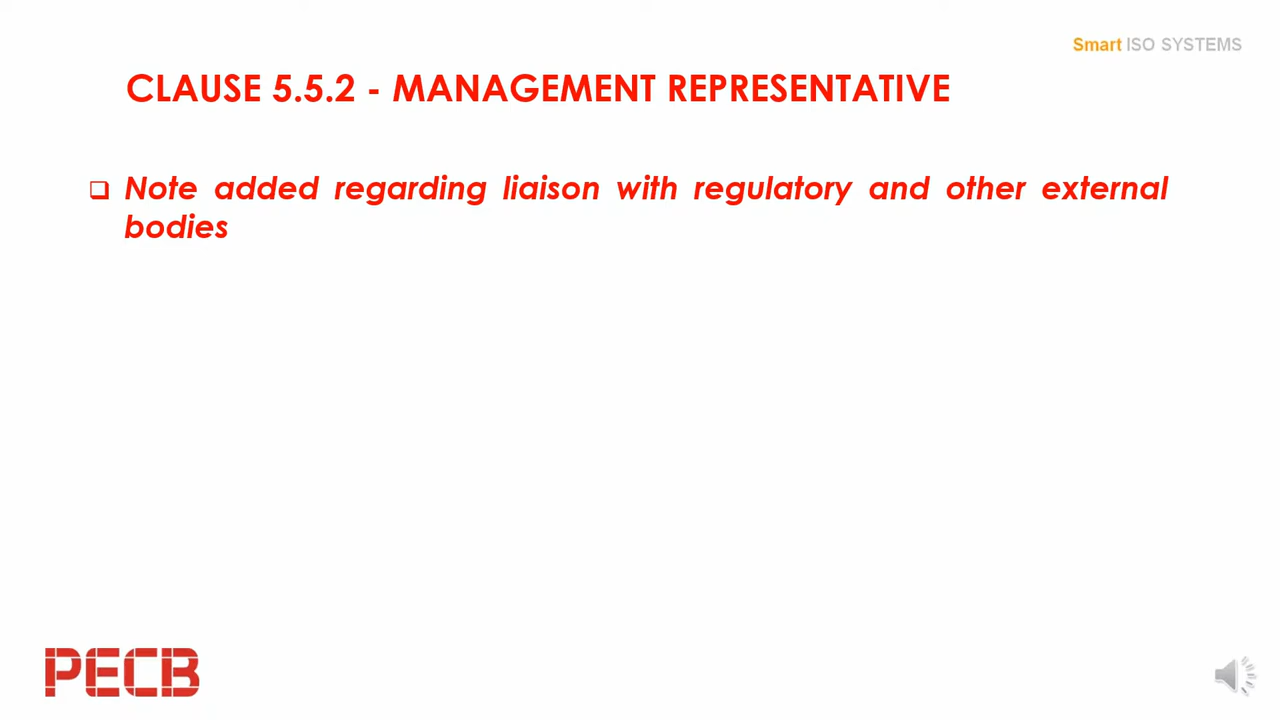 Smart ISO SYSTEMS
CLAUSE 5.5.2 - MANAGEMENT REPRESENTATIVE
Note added regarding liaison with regulatory and other external
bodies
PECB